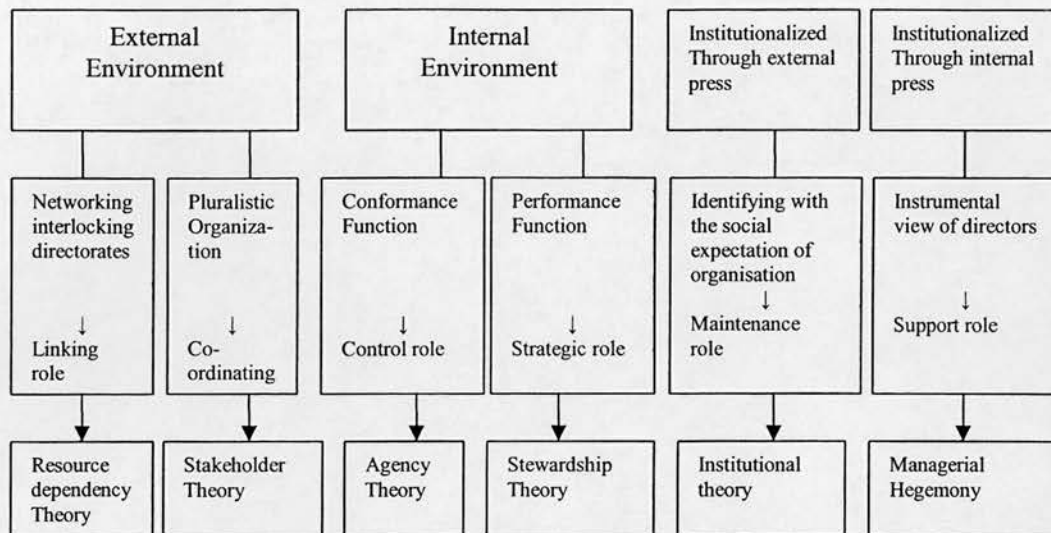 External
Environment
Internal
Environment
Institutionalized
Through external
press
Institutionalized
Through internal
press
Networking
interlocking
directorates
↓
Linking
role
Pluralistic
Organiza-
tion
↓
Co-
ordinating
Conformance
Function
↓
Control role
Performance
Function
↓
Strategic role
Identifying with
the social
expectation of
organisation
↓
Maintenance
role
Instrumental
view of directors
↓
Support role
Resource
dependency
Theory
Stakeholder
Theory
Agency
Theory
Stewardship
Theory
Institutional
theory
Managerial
Hegemony